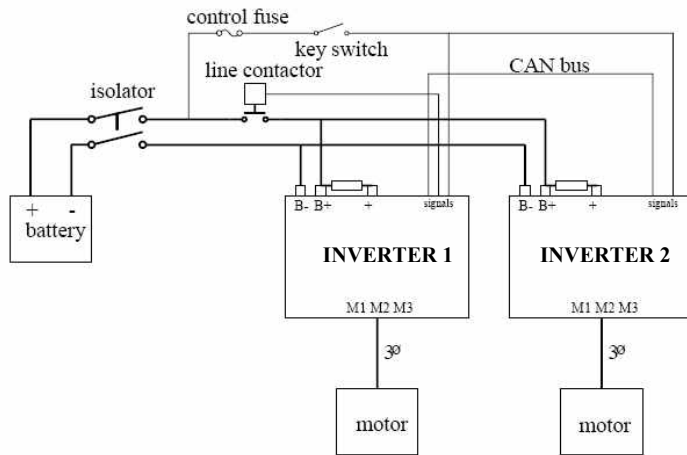 control fuse
key switch
line contactor
CAN bus
isolator
+ -
battery
B- B+ + signals
INVERTER 1
M1 M2 M3
3ø
motor
B- B+ + signals
INVERTER 2
M1 M2 M3
3ø
motor